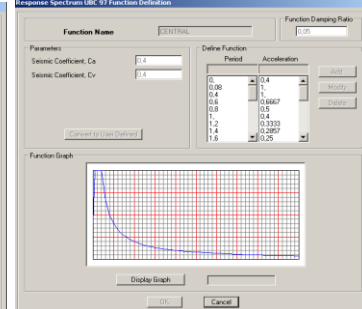 Response Spectrum UBC 97 Function Definition
Function Name
CENTRAL
Function Damping Ratio
0,05
Parameters
Seismic Coefficient, Ca
0,4
Seismic Coefficient, Cv
0,4
Convert to User Defined
Define Function
Period Acceleration
0, 0,4
0,08 1,
0,4 1,
0,6 0,6667
0,8 0,5
1, 0,4
1,2 0,3333
1,4 0,2857
1,6 0,25
Add
Modify
Delete
Function Graph
Display Graph
OK
Cancel